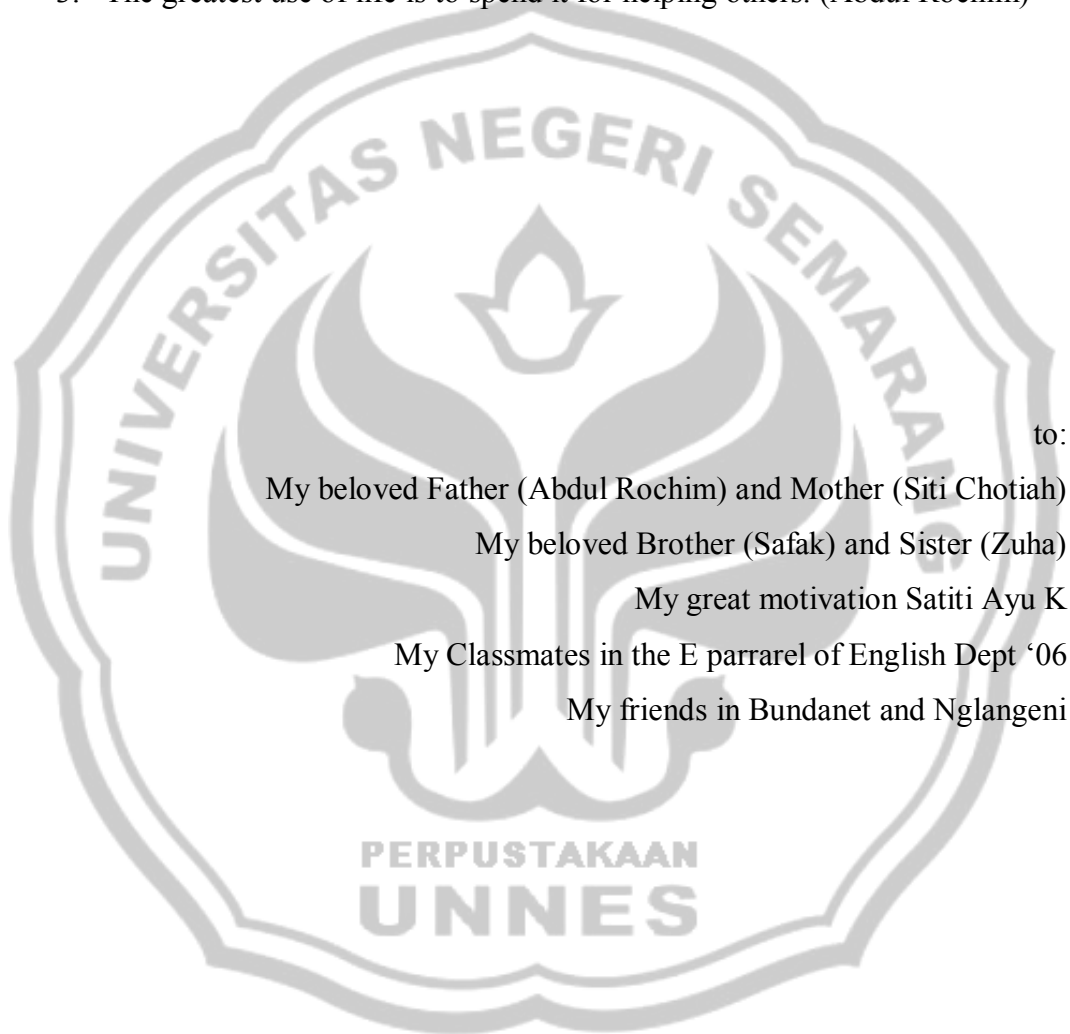 3. The greatest use of life is to spend it for helping others. (Abdul Rochim)
UNIVERSITAS NEGERI SEMARANG
to:
My beloved Father (Abdul Rochim) and Mother (Siti Chotiah)
My beloved Brother (Safak) and Sister (Zuha)
My great motivation Satiti Ayu K
My Classmates in the E parrarel of English Dept ‘06
My friends in Bundanet and Nglangeni
PERPUSTAKAAN
UNNES